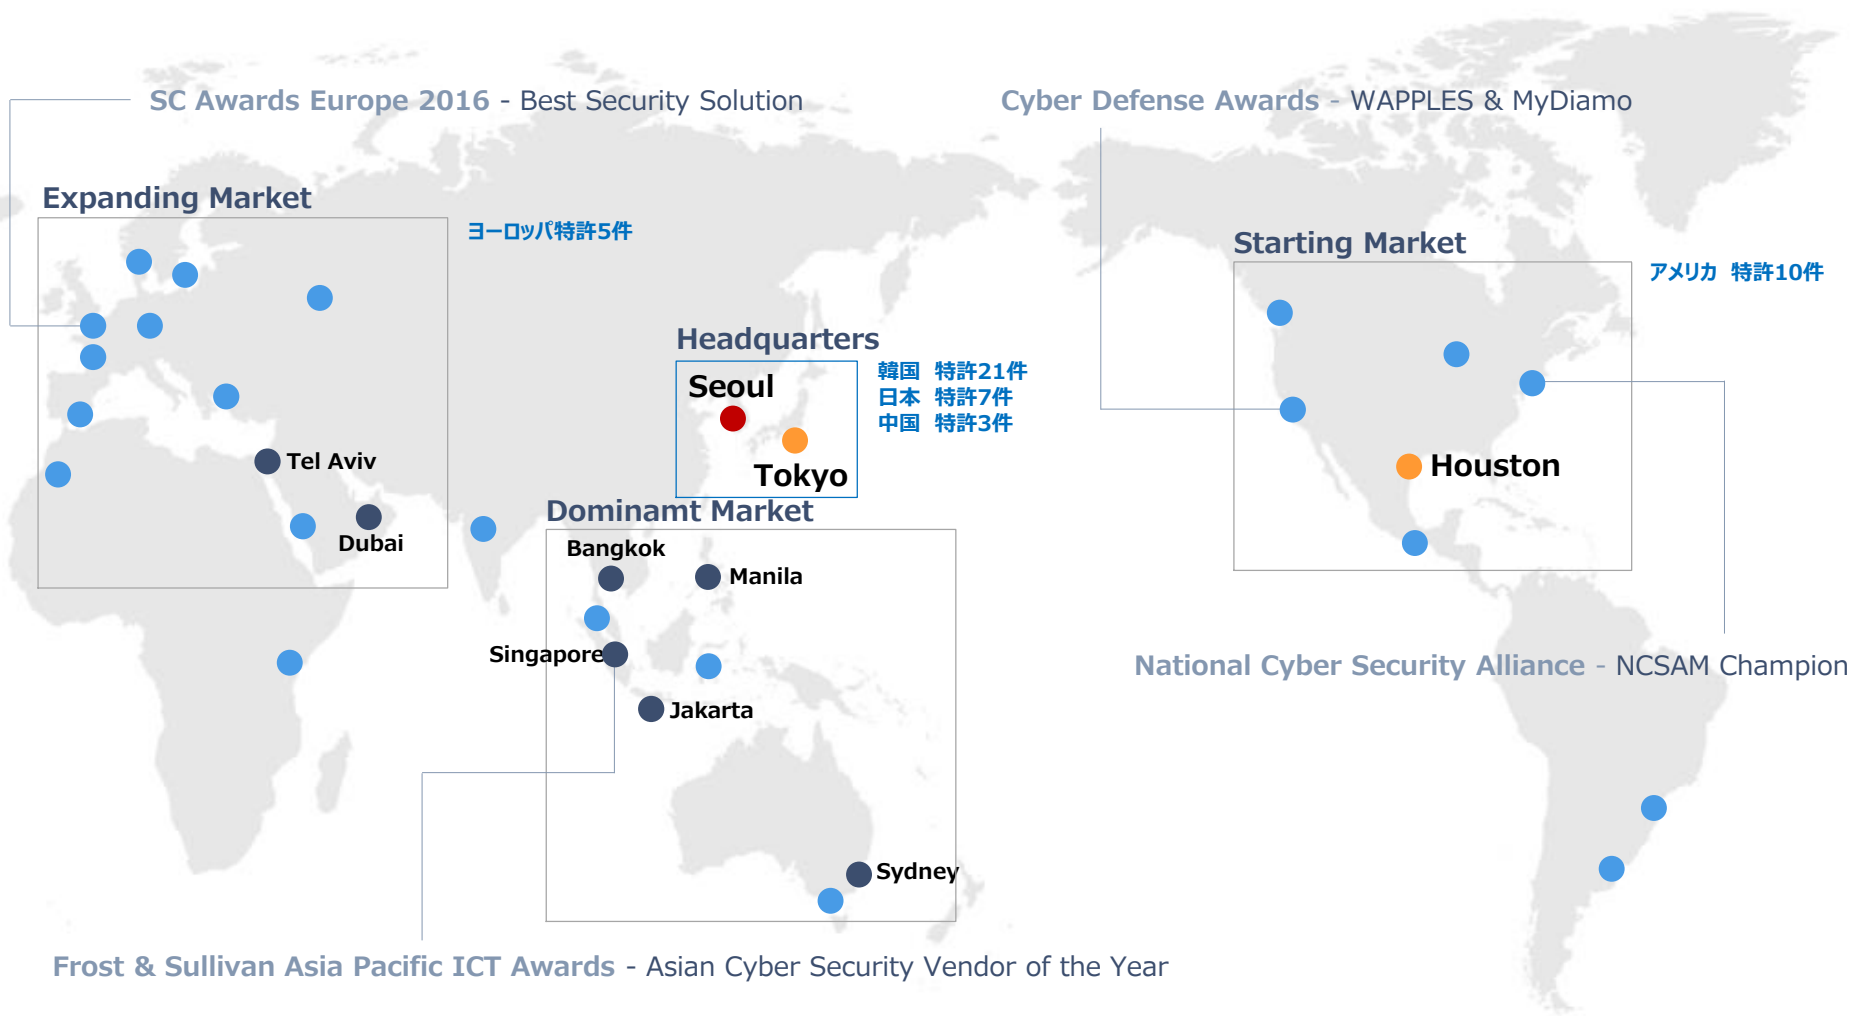 SC Awards Europe 2016 - Best Security Solution
Cyber Defense Awards - WAPPLES & MyDiamo
Expanding Market
ヨーロッパ特許5件
Starting Market
アメリカ 特許10件
Headquarters
Seoul
韓国 特許21件
日本 特許7件
中国 特許3件
Tokyo
Tel Aviv
Houston
Dubai
Dominamt Market
Bangkok
Manila
Singapore
Jakarta
National Cyber Security Alliance - NCSAM Champion
Sydney
Frost & Sullivan Asia Pacific ICT Awards - Asian Cyber Security Vendor of the Year